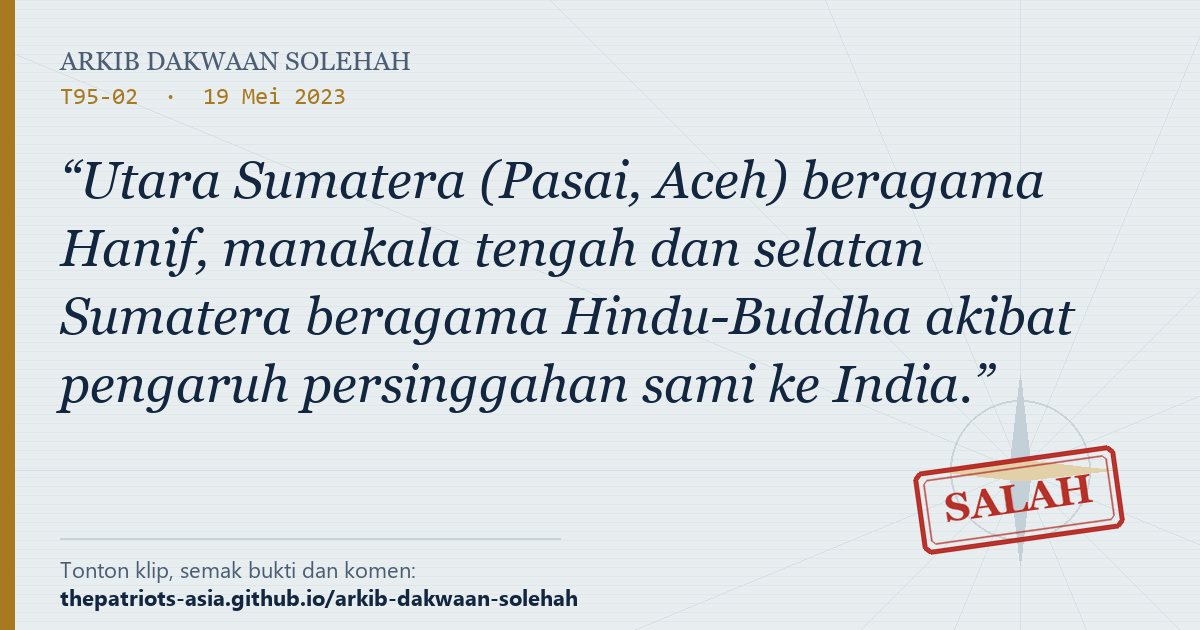 ARKIB DAKWAAN SOLEHAH
T95-02 · 19 Mei 2023
“Utara Sumatera (Pasai, Aceh) beragama
Hanif, manakala tengah dan selatan
Sumatera beragama Hindu-Buddha akibat
pengaruh persinggahan sami ke India.”
SALAH
Tonton klip, semak bukti dan komen:
thepatriots-asia.github.io/arkib-dakwaan-solehah